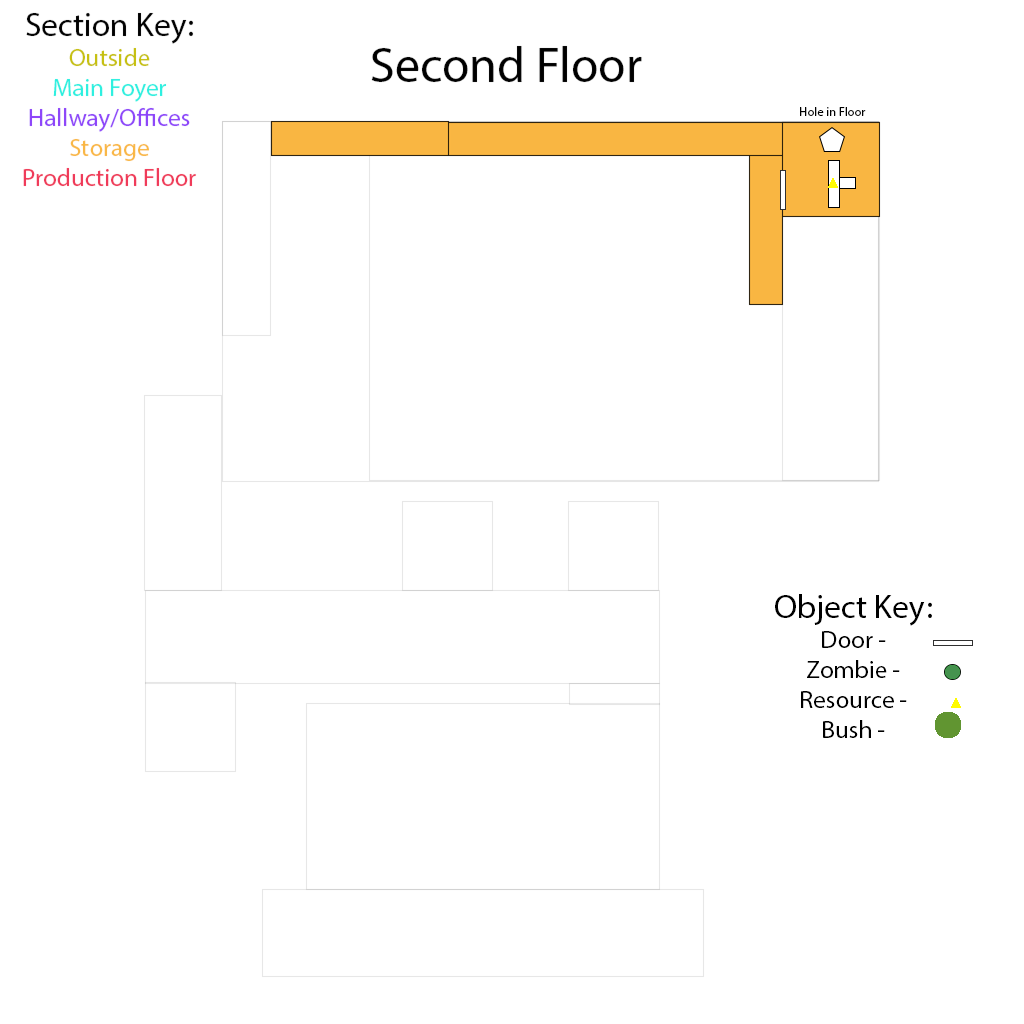 Section Key:
Outside
Main Foyer
Hallway/Offices
Storage
Production Floor
Second Floor
Hole in Floor
Object Key:
Door -
Zombie -
Resource -
Bush -